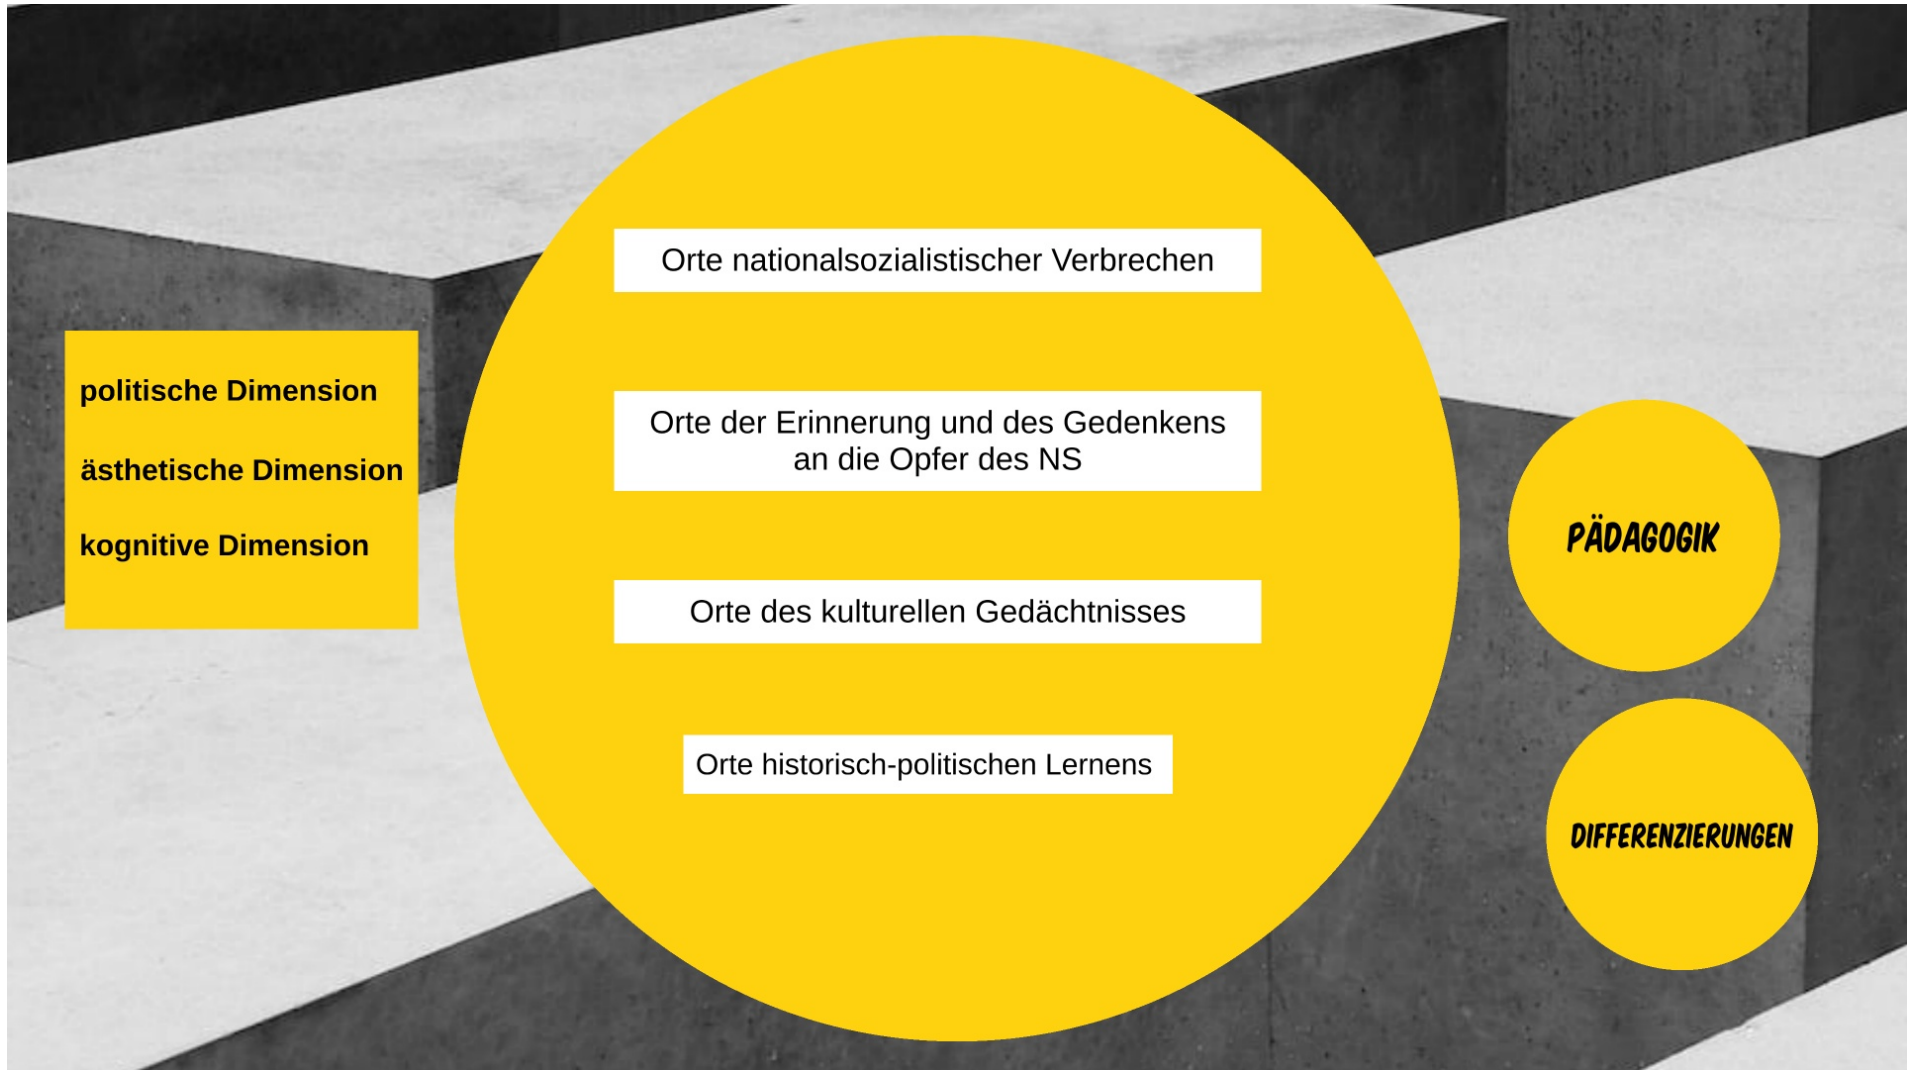 politische Dimension
ästhetische Dimension
kognitive Dimension
Orte nationalsozialistischer Verbrechen
Orte der Erinnerung und des Gedenkens
an die Opfer des NS
Orte des kulturellen Gedächtnisses
Orte historisch-politischen Lernens
PÄDAGOGIK
DIFFERENZIERUNGEN